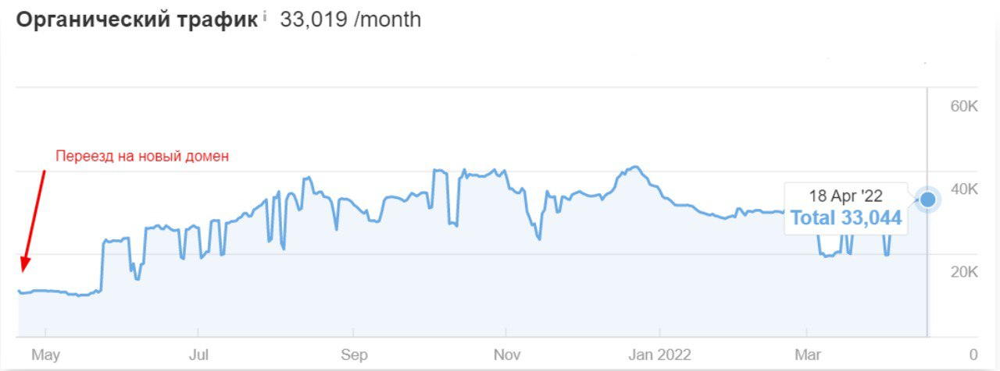 Органический трафик i 33,019 /month
60K
Переезд на новый домен
40K
18 Apr '22
Total 33,044
20K
May Jul Sep Nov Jan 2022 Mar 0